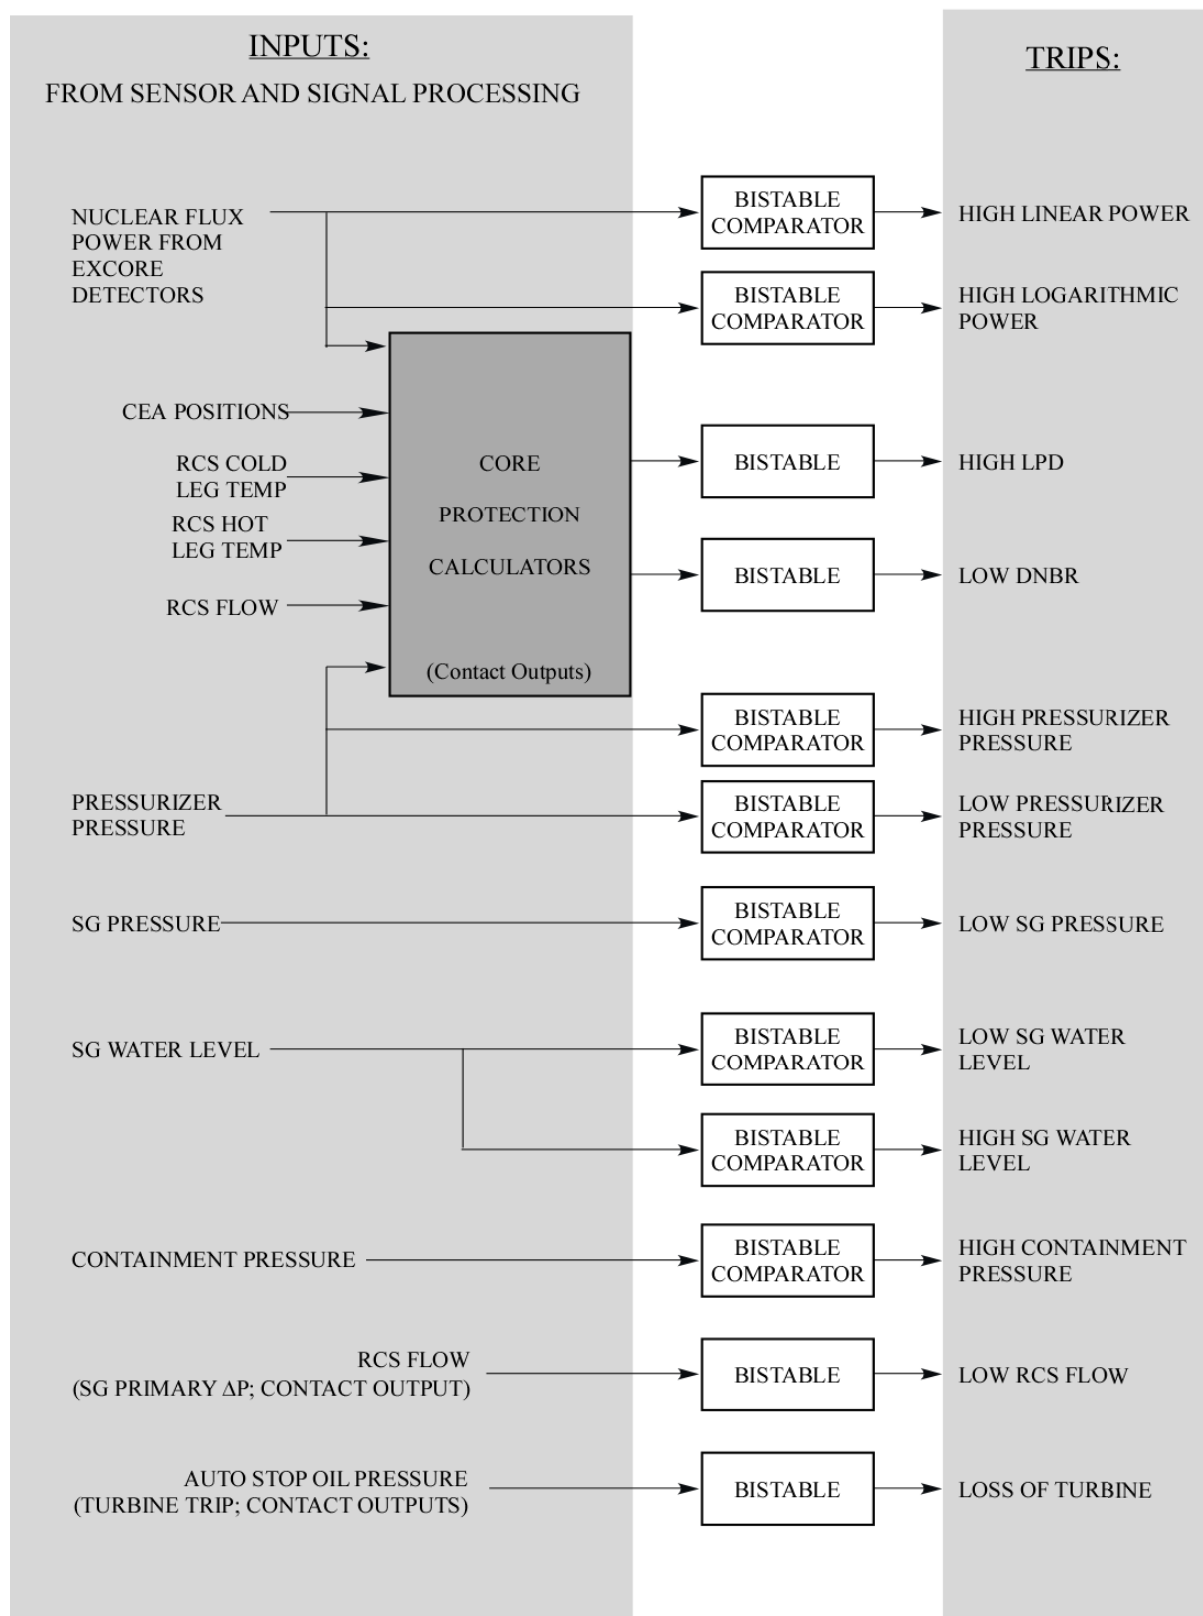 INPUTS:
FROM SENSOR AND SIGNAL PROCESSING
TRIPS:
NUCLEAR FLUX
POWER FROM
EXCORE
DETECTORS
BISTABLE
COMPARATOR
HIGH LINEAR POWER
BISTABLE
COMPARATOR
HIGH LOGARITHMIC
POWER
CEA POSITIONS
RCS COLD
LEG TEMP
RCS HOT
LEG TEMP
RCS FLOW
CORE
PROTECTION
CALCULATORS
(Contact Outputs)
BISTABLE
HIGH LPD
BISTABLE
LOW DNBR
BISTABLE
COMPARATOR
HIGH PRESSURIZER
PRESSURE
PRESSURIZER
PRESSURE
BISTABLE
COMPARATOR
LOW PRESSURIZER
PRESSURE
SG PRESSURE
BISTABLE
COMPARATOR
LOW SG PRESSURE
SG WATER LEVEL
BISTABLE
COMPARATOR
LOW SG WATER
LEVEL
BISTABLE
COMPARATOR
HIGH SG WATER
LEVEL
CONTAINMENT PRESSURE
BISTABLE
COMPARATOR
HIGH CONTAINMENT
PRESSURE
RCS FLOW
(SG PRIMARY ΔP; CONTACT OUTPUT)
BISTABLE
LOW RCS FLOW
AUTO STOP OIL PRESSURE
(TURBINE TRIP; CONTACT OUTPUTS)
BISTABLE
LOSS OF TURBINE